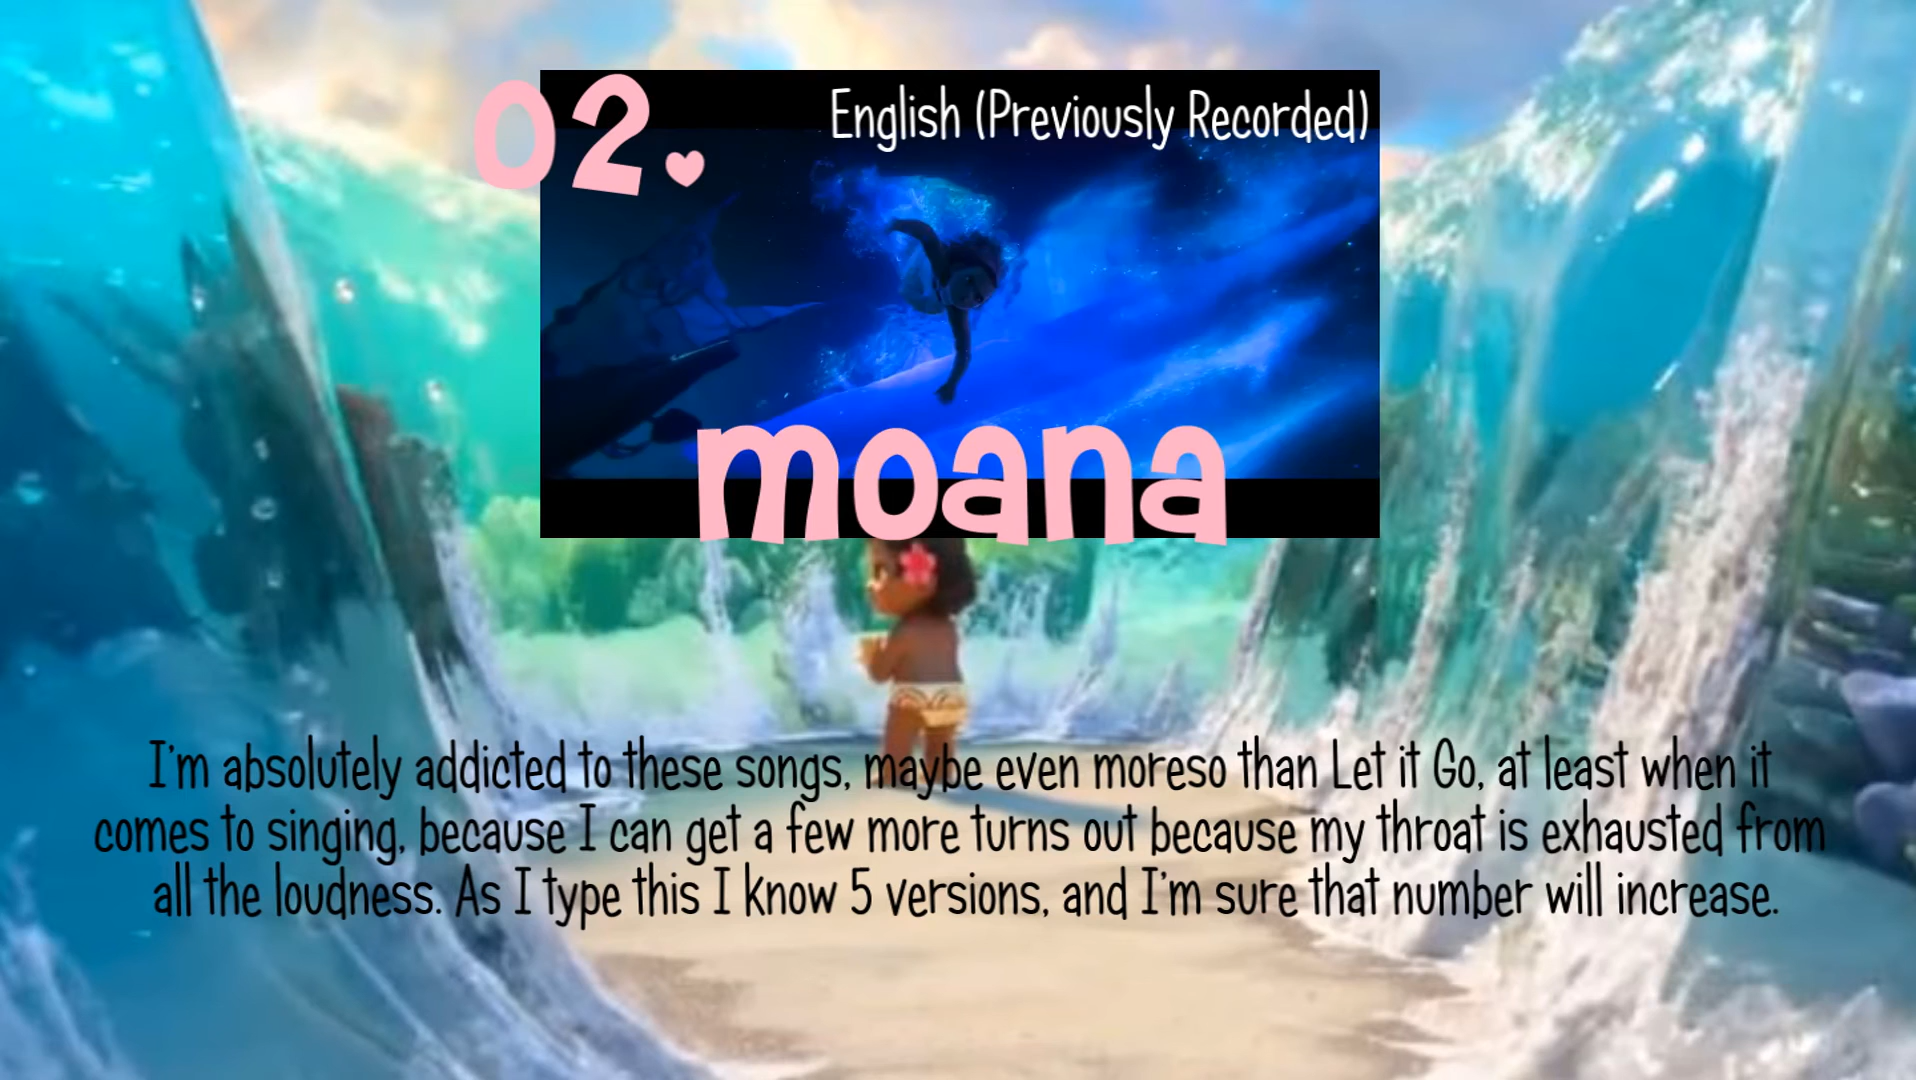 02.
English (Previously Recorded)
moana
I'm absolutely addicted to these songs, maybe even moreso than Let it Go, at least when it
comes to singing, because I can get a few more turns out because my throat is exhausted from
all the loudness. As I type this I know 5 versions, and I'm sure that number will increase.